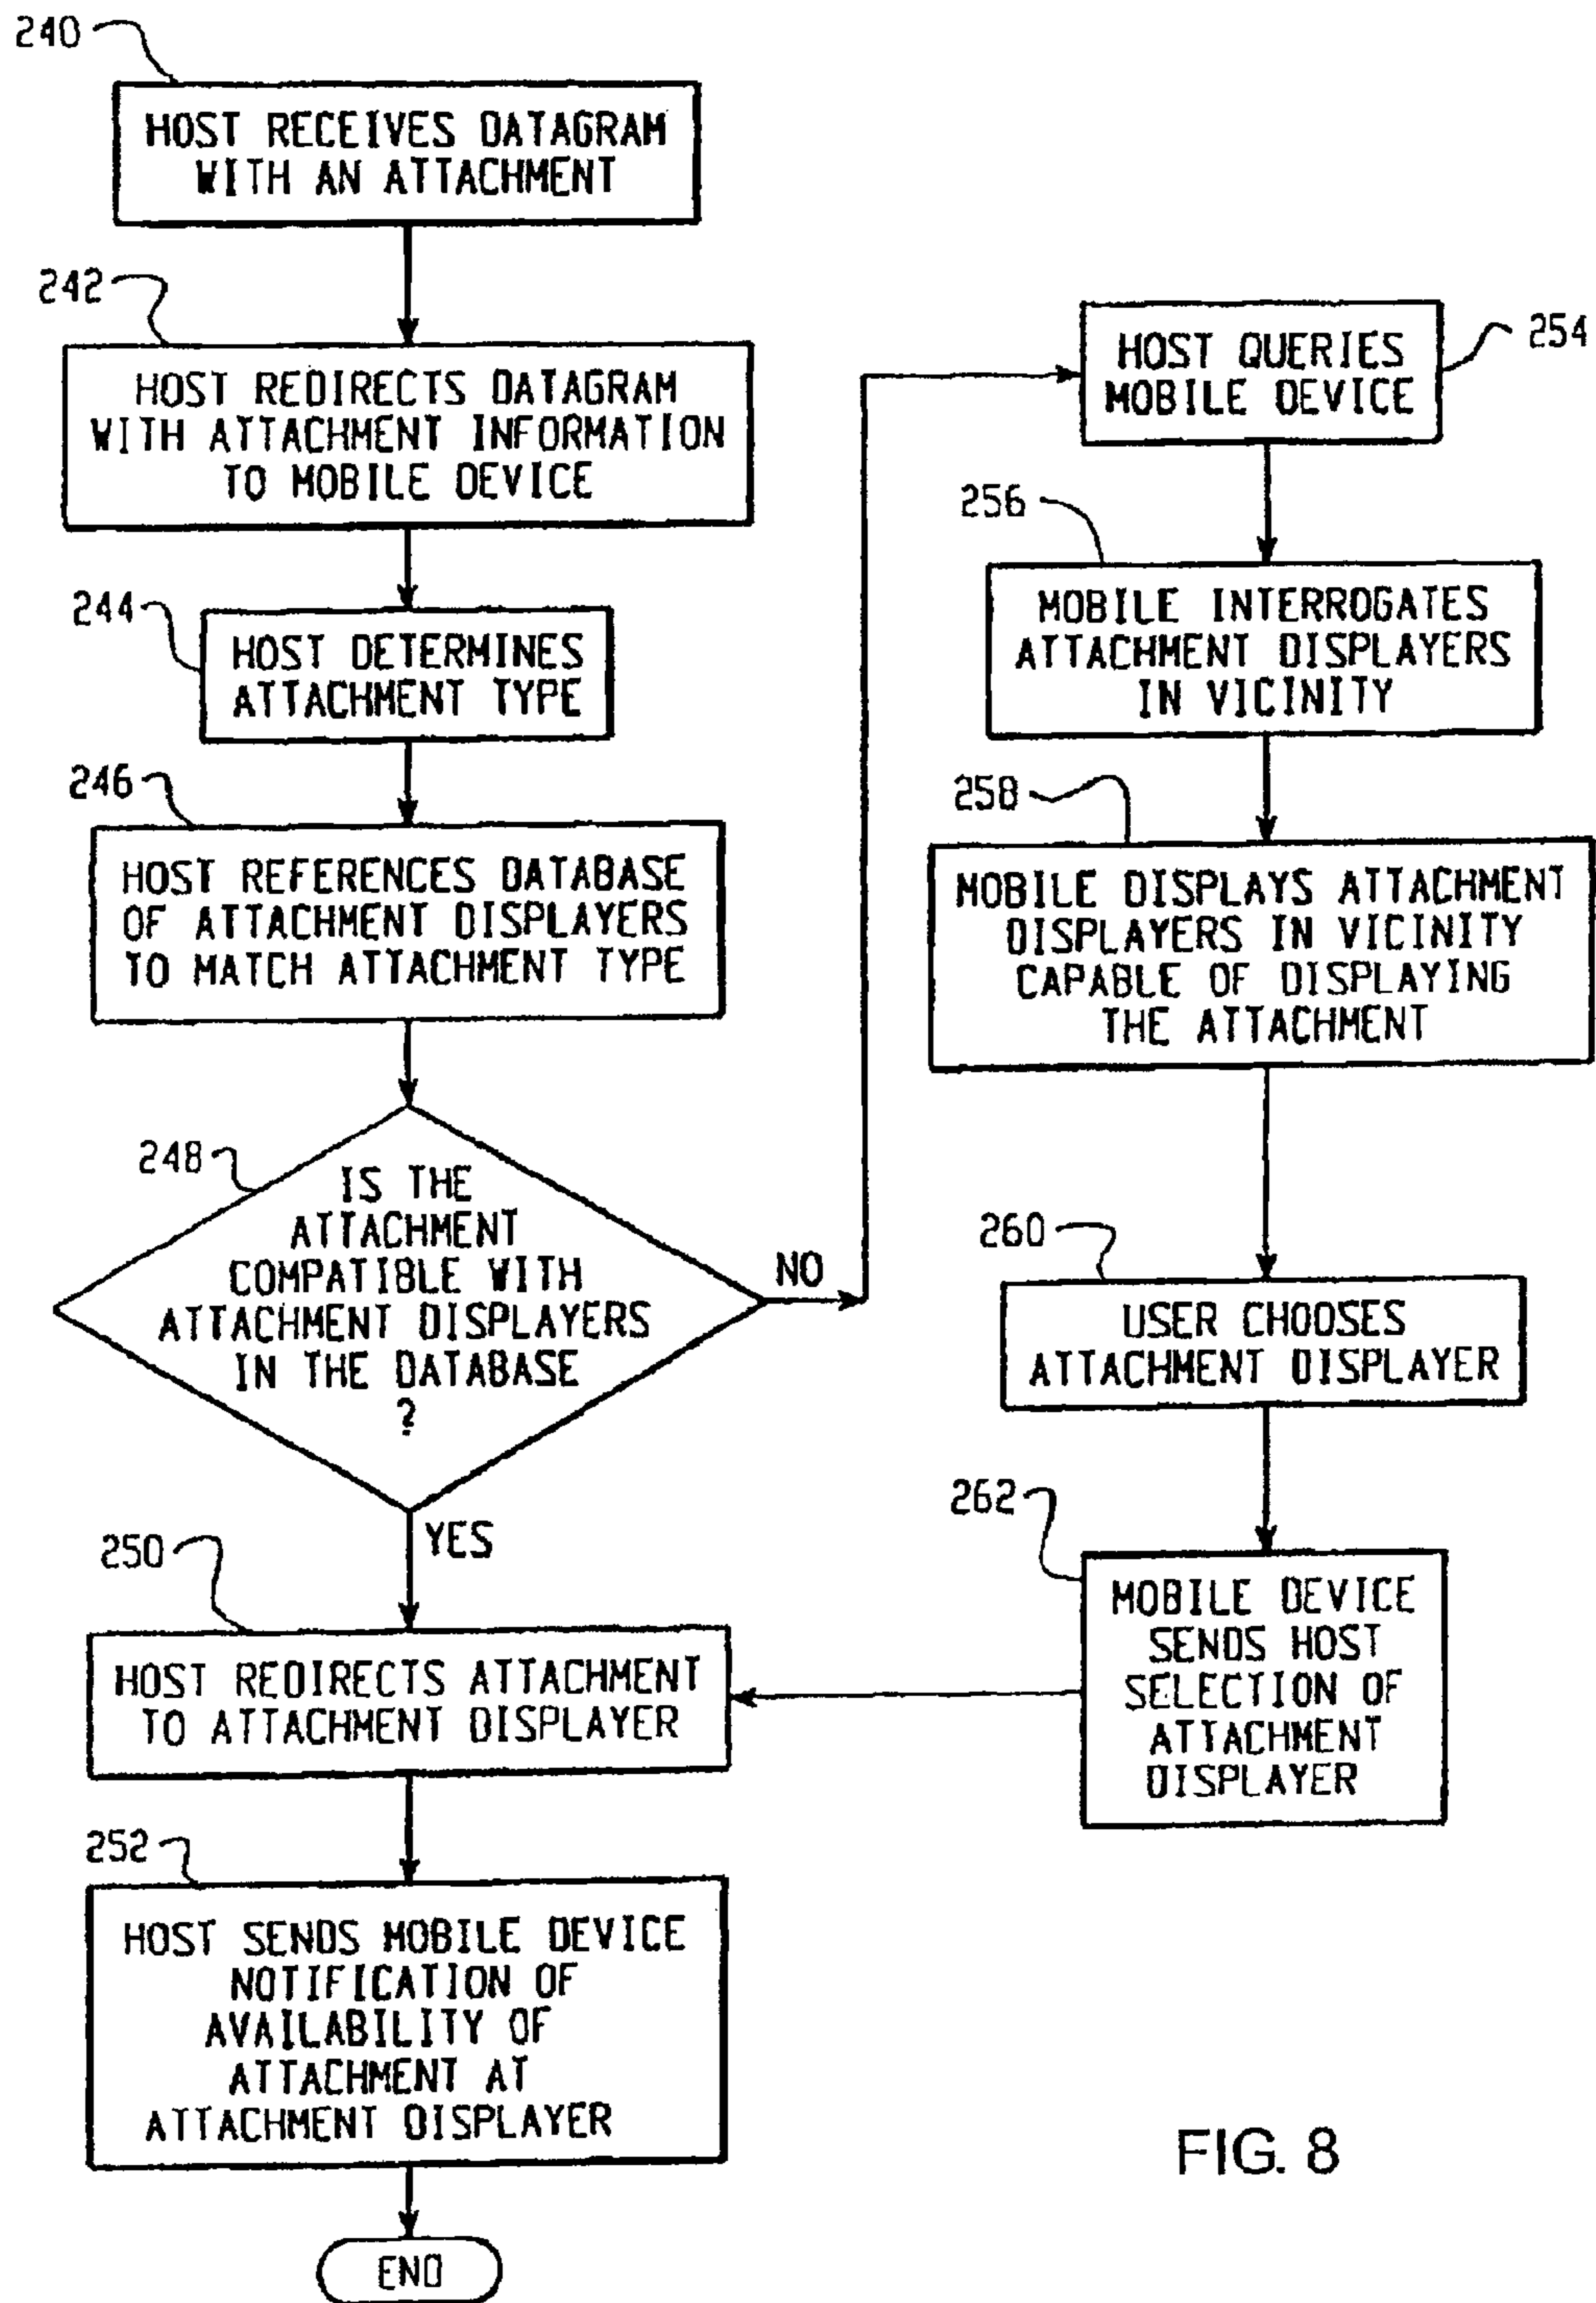 240
HOST RECEIVES DATAGRAM
WITH AN ATTACHMENT
242
HOST REDIRECTS DATAGRAM
WITH ATTACHMENT INFORMATION
TO MOBILE DEVICE
244
HOST DETERMINES
ATTACHMENT TYPE
246
HOST REFERENCES DATABASE
OF ATTACHMENT DISPLAYERS
TO MATCH ATTACHMENT TYPE
248
IS THE
ATTACHMENT
COMPATIBLE WITH
ATTACHMENT DISPLAYERS
IN THE DATABASE
?
NO
YES
250
HOST REDIRECTS ATTACHMENT
TO ATTACHMENT DISPLAYER
252
HOST SENDS MOBILE DEVICE
NOTIFICATION OF
AVAILABILITY OF
ATTACHMENT AT
ATTACHMENT DISPLAYER
END
254
HOST QUERIES
MOBILE DEVICE
256
MOBILE INTERROGATES
ATTACHMENT DISPLAYERS
IN VICINITY
258
MOBILE DISPLAYS ATTACHMENT
DISPLAYERS IN VICINITY
CAPABLE OF DISPLAYING
THE ATTACHMENT
260
USER CHOOSES
ATTACHMENT DISPLAYER
262
MOBILE DEVICE
SENDS HOST
SELECTION OF
ATTACHMENT
DISPLAYER
FIG. 8